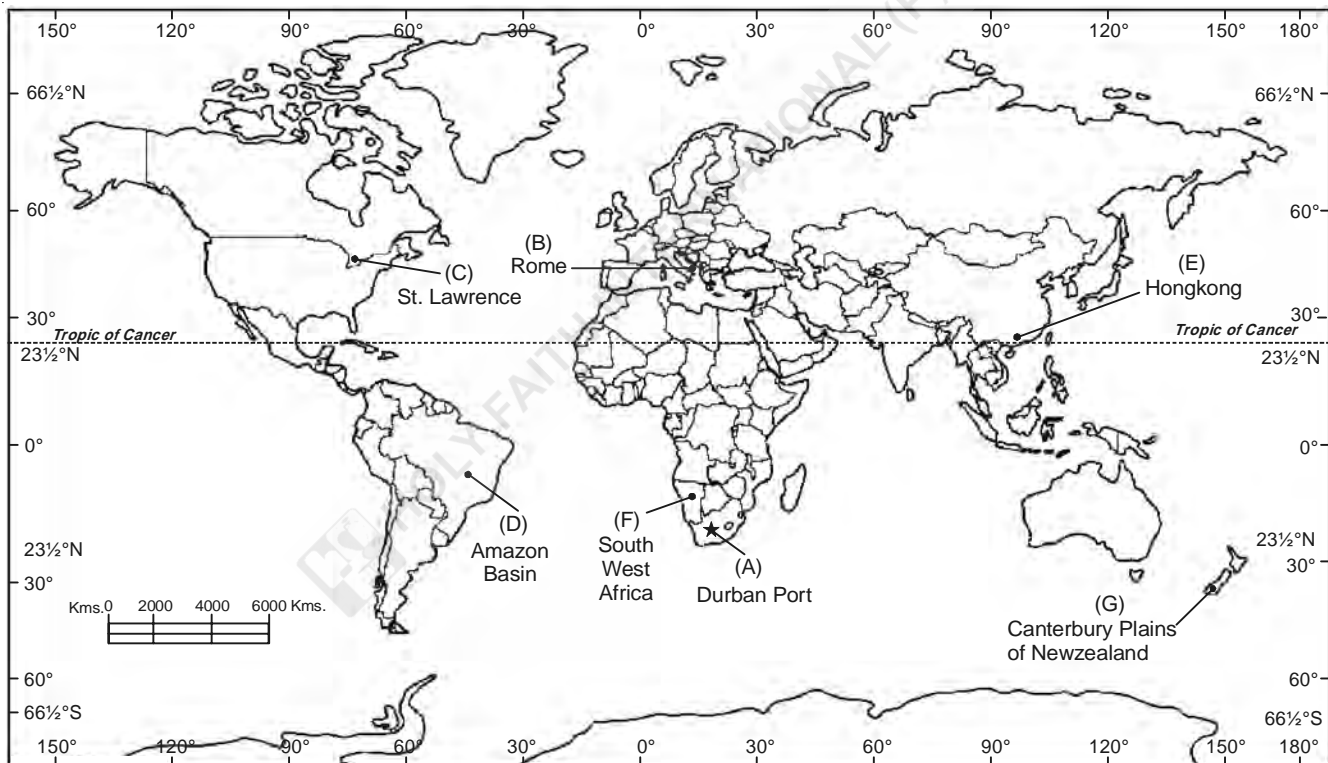 150° 120° 90° 60° 30° 0° 30° 60° 90° 120° 150° 180°
66½°N 66½°N
60° 60°
(B)
Rome
(C)
St. Lawrence
(E)
Hongkong
30° 30°
Tropic of Cancer Tropic of Cancer
23½°N 23½°N
0° 0°
(D)
Amazon
Basin
(F)
South
West
Africa
(A)
Durban Port
23½°N 23½°N
30° 30°
Kms. 0 2000 4000 6000 Kms.
(G)
Canterbury Plains
of Newzealand
60° 60°
66½°S 66½°S
150° 120° 90° 60° 30° 0° 30° 60° 90° 120° 150° 180°